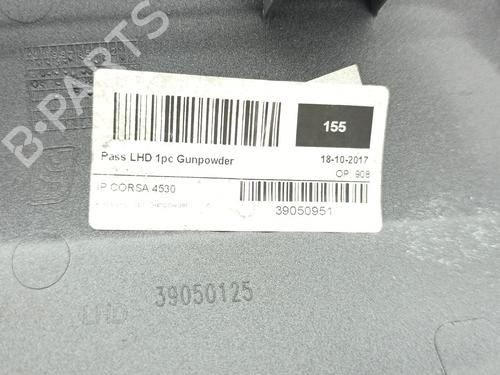 B-PARTS
155
Pass LHD 1pc Gunpowder
18-10-2017
OP: 908
IP CORSA 4530
39050951
39050125
LHD